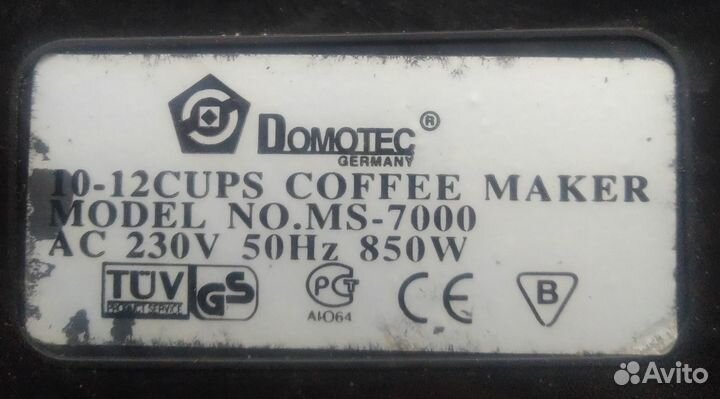 DOMOTEC®
GERMANY
10-12CUPS COFFEE MAKER
MODEL NO.MS-7000
AC 230V 50Hz 850W
TÜV GS PCT CE B
PRODUCT SERVICE
АЮ64
Avito